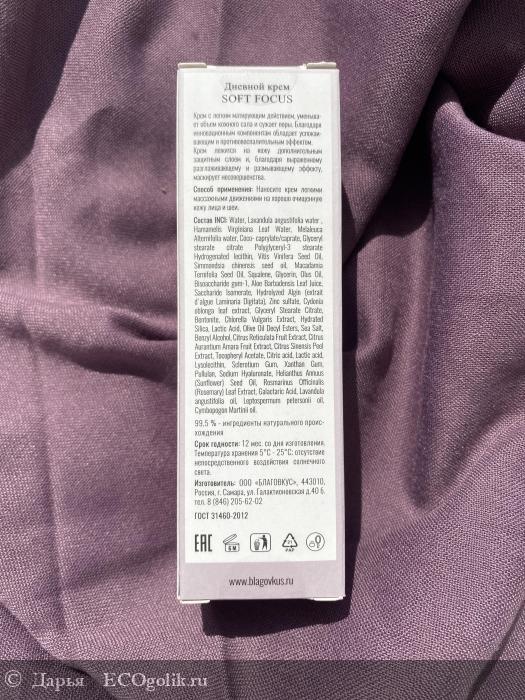 Дневной крем
SOFT FOCUS
Крем с легким матирующим действием, уменьша-
ет объем кожного сала и сужает поры. Благодаря
инновационным компонентам обладает успокаи-
вающим и противовоспалительным эффектом.
Крем ложится на кожу дополнительным
защитным слоем и, благодаря выраженному
разглаживающему и размывающему эффекту,
маскирует несовершенства.
Способ применения: Нанесите крем легкими
массажными движениями на хорошо очищенную
кожу лица и шеи.
Состав INCI: Water, Lavandula angustifolia water ,
Hamamelis Virginiana Leaf Water, Melaleuca
Alternifolia water, Coco- caprylate/caprate, Glyceryl
stearate citrate Polyglyceryl-3 stearate
Hydrogenated lecithin, Vitis Vinifera Seed Oil,
Simmondsia chinensis seed oil, Macadamia
Ternifolia Seed Oil, Squalene, Glycerin, Olus Oil,
Biosaccharide gum-1, Aloe Barbadensis Leaf Juice,
Saccharide Isomerate, Hydrolyzed Algin (extrait
d'algue Laminaria Digitata), Zinc sulfate, Cydonia
oblonga leaf extract, Glyceryl Stearate Citrate,
Bentonite, Chlorella Vulgaris Extract, Hydrated
Silica, Lactic Acid, Olive Oil Decyl Esters, Sea Salt,
Benzyl Alcohol, Citrus Reticulata Fruit Extract, Citrus
Aurantium Amara Fruit Extract, Citrus Sinensis Peel
Extract, Tocopheryl Acetate, Citric acid, Lactic acid,
Lysolecithin, Sclerotium Gum, Xanthan Gum,
Pullulan, Sodium Hyaluronate, Helianthus Annuus
(Sunflower) Seed Oil, Rosmarinus Officinalis
(Rosemary) Leaf Extract, Galactaric Acid, Lavandula
angustifolia oil, Leptospermum petersonii oil,
Cymbopogon Martinii oil.
99,5 % - ингредиенты натурального проис-
хождения
Срок годности: 12 мес. со дня изготовления.
Температура хранения 5°С - 25°С: отсутствие
непосредственного воздействия солнечного
света.
Изготовитель: ООО «БЛАГОВКУС», 443010,
Россия, г. Самара, ул. Галактионовская д.40 б.
тел. 8 (846) 205-62-02
ГОСТ 31460-2012
EAC 6 M PAP
www.blagovkus.ru
Дарья ECOgolik.ru